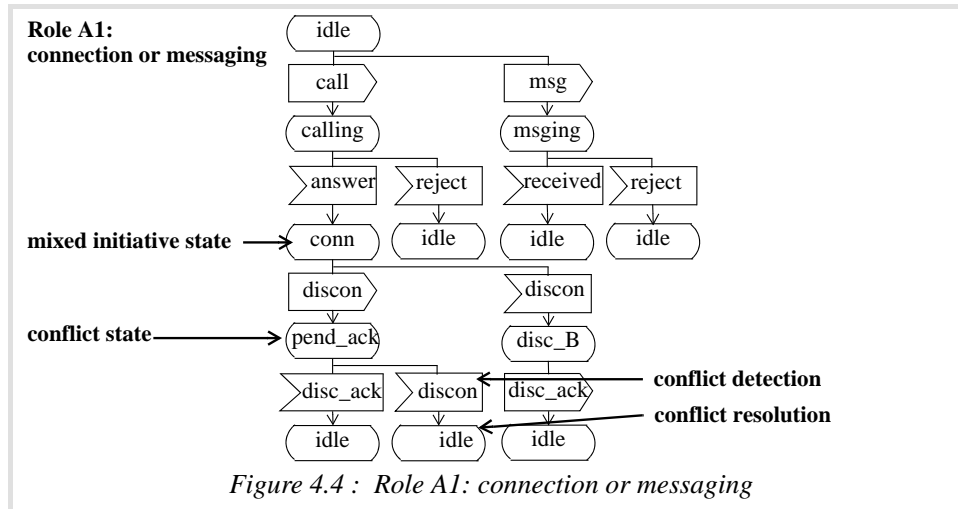 Role A1:
connection or messaging
idle
call
msg
calling
msging
answer
reject
received
reject
mixed initiative state
conn
idle
idle
idle
discon
discon
conflict state
pend_ack
disc_B
disc_ack
discon
disc_ack
conflict detection
conflict resolution
idle
idle
idle
Figure 4.4 : Role A1: connection or messaging